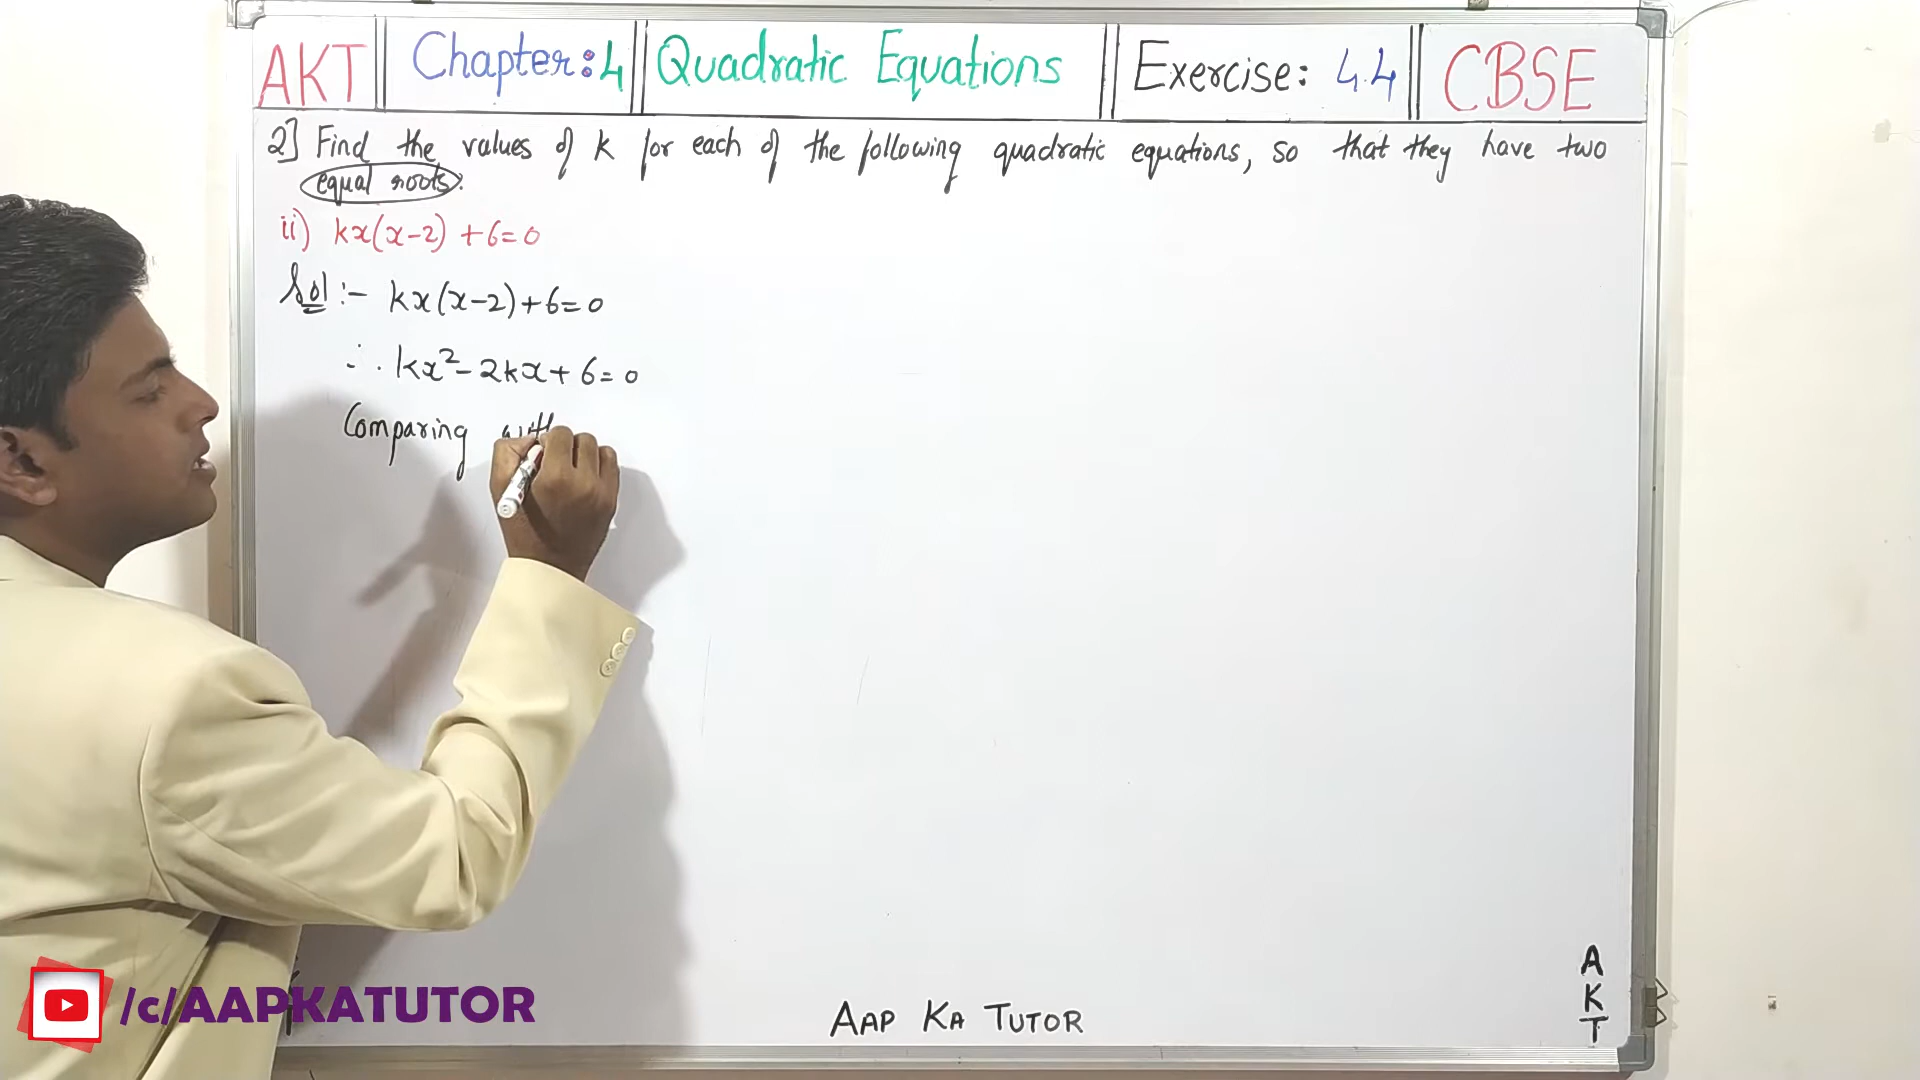 AKT Chapter:4 Quadratic Equations Exercise: 4.4 CBSE
2] Find the values of k for each of the following quadratic equations, so that they have two
equal roots.
ii) kx(x-2) +6=0
Sol :- kx(x-2)+6=0
∴ kx²- 2kx+ 6= 0
Comparing with
/c/AAPKATUTOR
AAP KA TUTOR
AKT